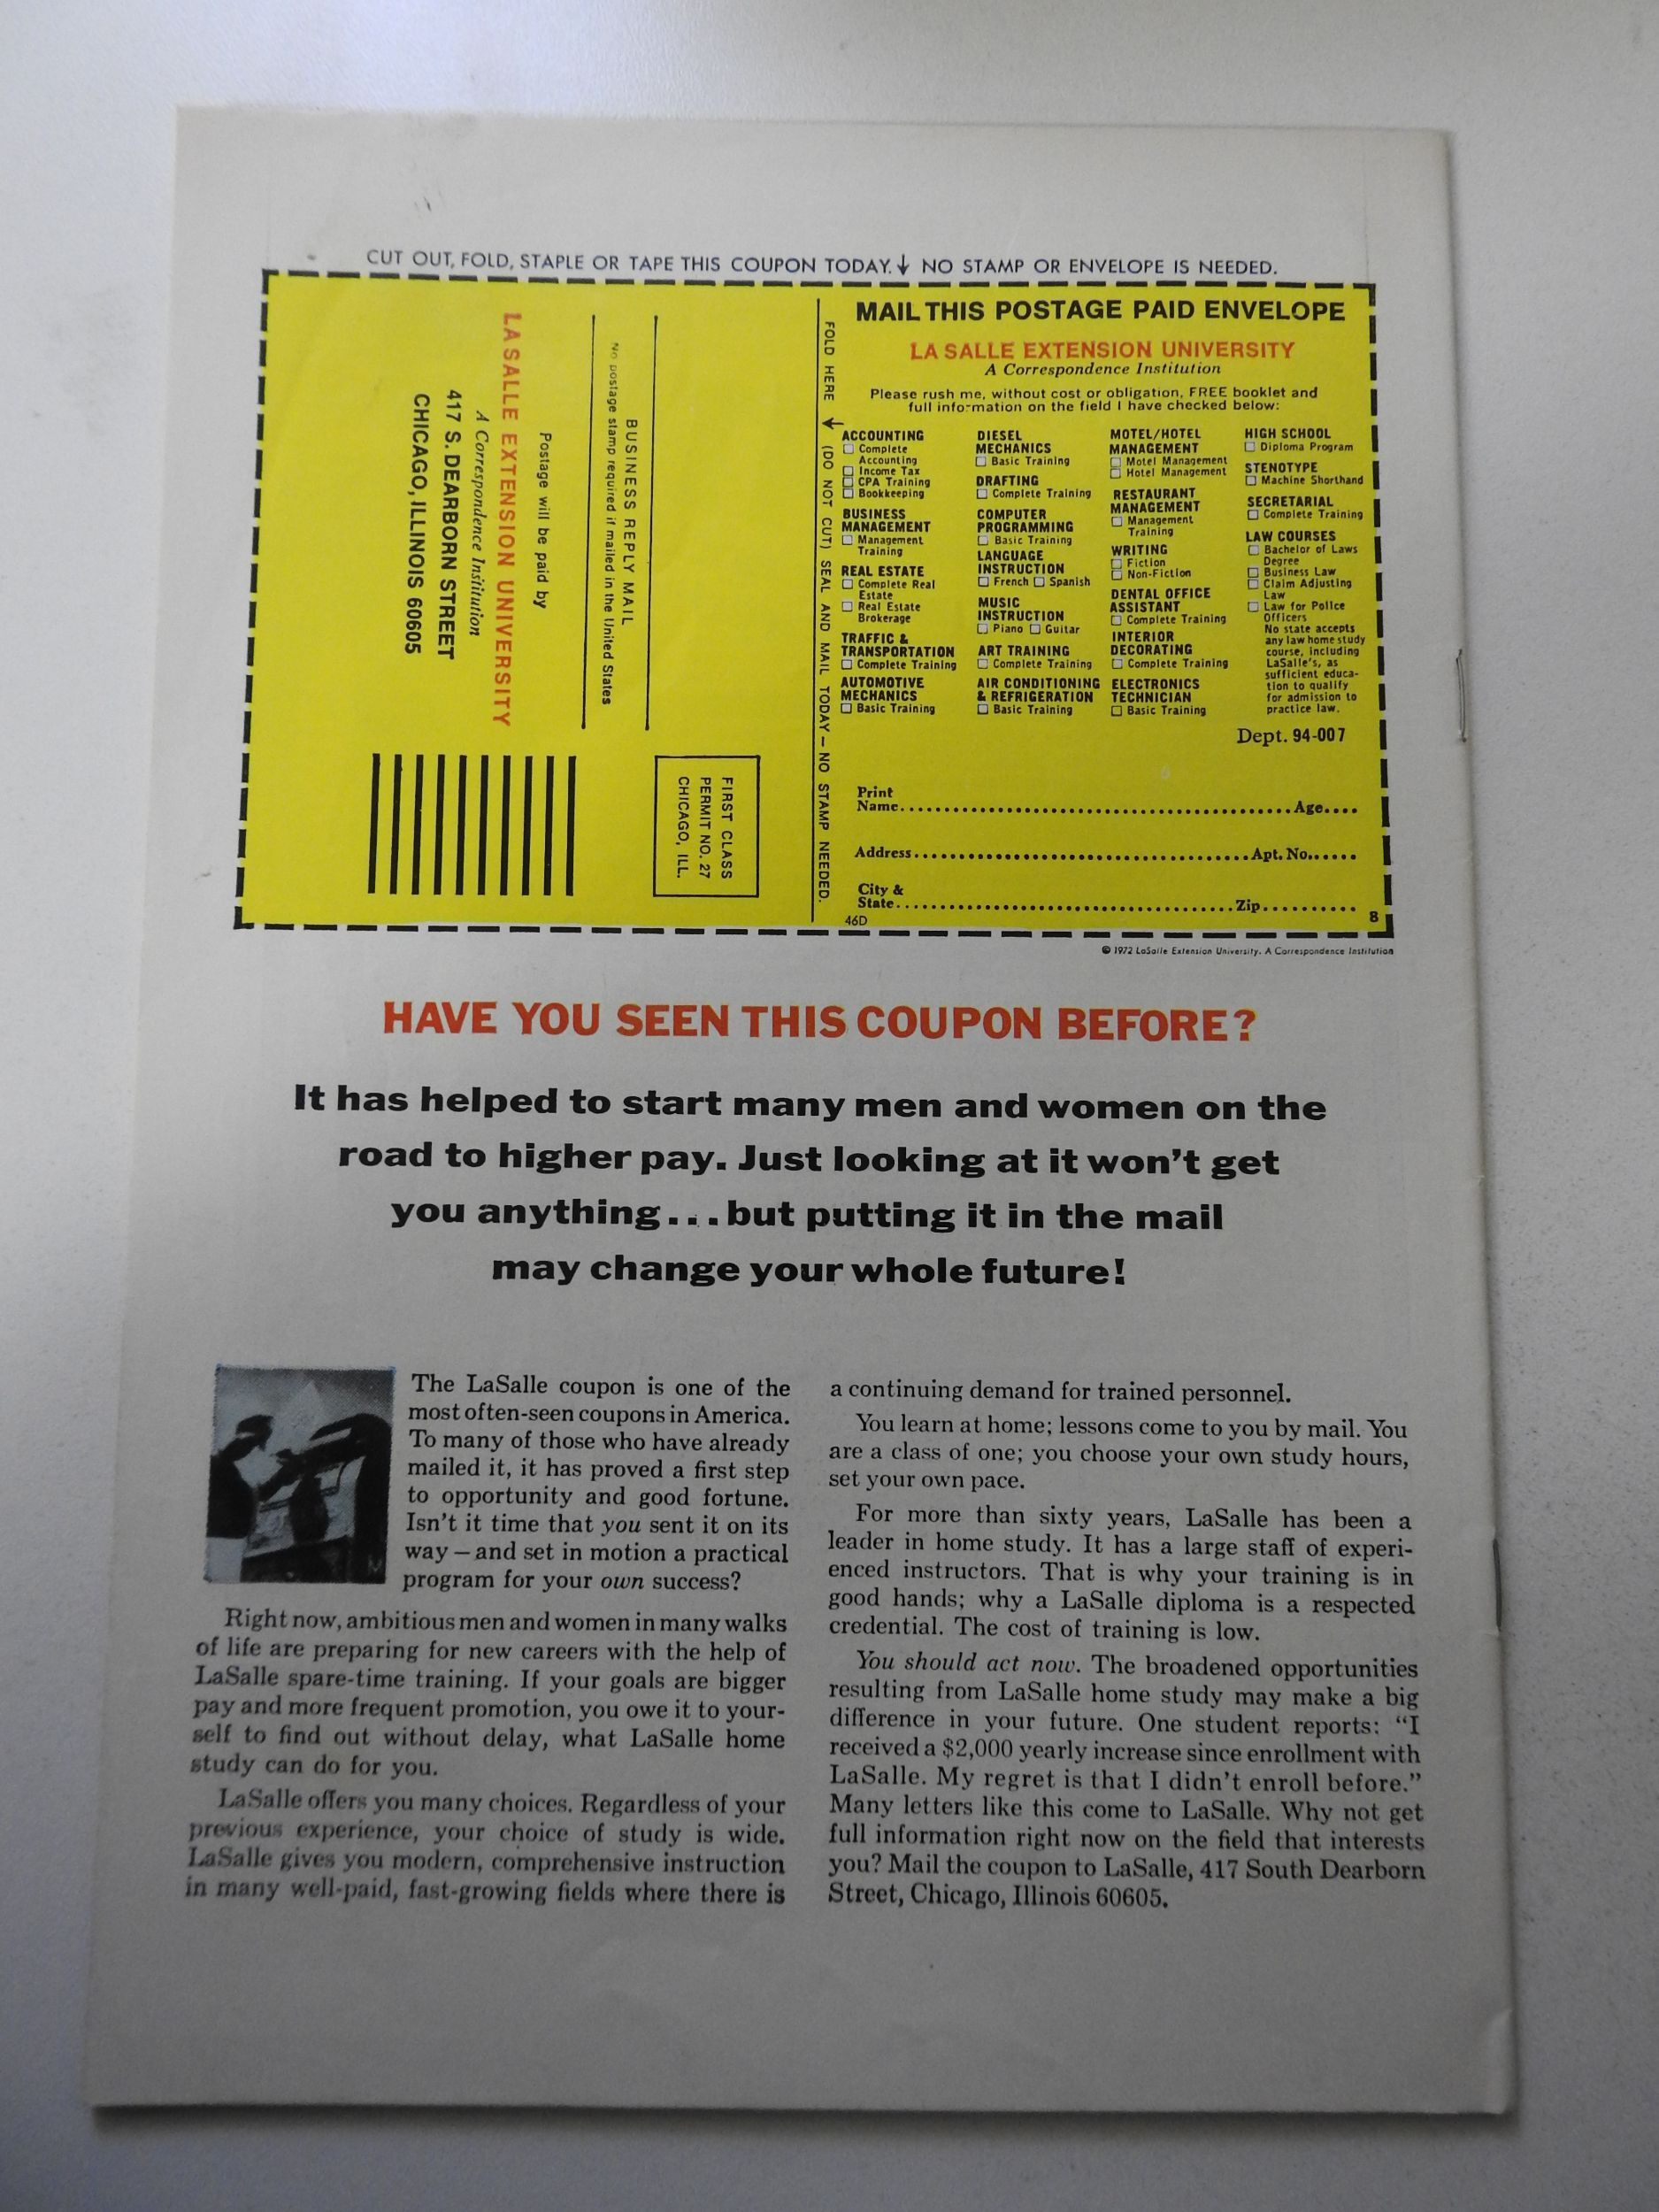 CUT OUT, FOLD, STAPLE OR TAPE THIS COUPON TODAY.↓ NO STAMP OR ENVELOPE IS NEEDED.
BUSINESS REPLY MAIL
No postage stamp required if mailed in the United States
Postage will be paid by
LA SALLE EXTENSION UNIVERSITY
A Correspondence Institution
417 S. DEARBORN STREET
CHICAGO, ILLINOIS 60605
FIRST CLASS
PERMIT NO. 27
CHICAGO, ILL.
FOLD HERE ↓ (DO NOT CUT) SEAL AND MAIL TODAY — NO STAMP NEEDED.
MAIL THIS POSTAGE PAID ENVELOPE
LA SALLE EXTENSION UNIVERSITY
A Correspondence Institution
Please rush me, without cost or obligation, FREE booklet and
full information on the field I have checked below:
ACCOUNTING
☐ Complete
Accounting
☐ Income Tax
☐ CPA Training
☐ Bookkeeping
BUSINESS
MANAGEMENT
☐ Management
Training
REAL ESTATE
☐ Complete Real
Estate
☐ Real Estate
Brokerage
TRAFFIC &
TRANSPORTATION
☐ Complete Training
AUTOMOTIVE
MECHANICS
☐ Basic Training
DIESEL
MECHANICS
☐ Basic Training
DRAFTING
☐ Complete Training
COMPUTER
PROGRAMMING
☐ Basic Training
LANGUAGE
INSTRUCTION
☐ French ☐ Spanish
MUSIC
INSTRUCTION
☐ Piano ☐ Guitar
ART TRAINING
☐ Complete Training
AIR CONDITIONING
& REFRIGERATION
☐ Basic Training
MOTEL/HOTEL
MANAGEMENT
☐ Motel Management
☐ Hotel Management
RESTAURANT
MANAGEMENT
☐ Management
Training
WRITING
☐ Fiction
☐ Non-Fiction
DENTAL OFFICE
ASSISTANT
☐ Complete Training
INTERIOR
DECORATING
☐ Complete Training
ELECTRONICS
TECHNICIAN
☐ Basic Training
HIGH SCHOOL
☐ Diploma Program
STENOTYPE
☐ Machine Shorthand
SECRETARIAL
☐ Complete Training
LAW COURSES
☐ Bachelor of Laws
Degree
☐ Business Law
☐ Claim Adjusting
Law
☐ Law for Police
Officers
No state accepts
any law home study
course, including
LaSalle's, as
sufficient educa-
tion to qualify
for admission to
practice law.
Dept. 94-007
Print
Name.......... Age....
Address.......... Apt. No......
City &
State.......... Zip..........
46D 8
© 1972 LaSalle Extension University. A Correspondence Institution
HAVE YOU SEEN THIS COUPON BEFORE?
It has helped to start many men and women on the
road to higher pay. Just looking at it won't get
you anything...but putting it in the mail
may change your whole future!
The LaSalle coupon is one of the
most often-seen coupons in America.
To many of those who have already
mailed it, it has proved a first step
to opportunity and good fortune.
Isn't it time that you sent it on its
way — and set in motion a practical
program for your own success?
Right now, ambitious men and women in many walks
of life are preparing for new careers with the help of
LaSalle spare-time training. If your goals are bigger
pay and more frequent promotion, you owe it to your-
self to find out without delay, what LaSalle home
study can do for you.
LaSalle offers you many choices. Regardless of your
previous experience, your choice of study is wide.
LaSalle gives you modern, comprehensive instruction
in many well-paid, fast-growing fields where there is
a continuing demand for trained personnel.
You learn at home; lessons come to you by mail. You
are a class of one; you choose your own study hours,
set your own pace.
For more than sixty years, LaSalle has been a
leader in home study. It has a large staff of experi-
enced instructors. That is why your training is in
good hands; why a LaSalle diploma is a respected
credential. The cost of training is low.
You should act now. The broadened opportunities
resulting from LaSalle home study may make a big
difference in your future. One student reports: "I
received a $2,000 yearly increase since enrollment with
LaSalle. My regret is that I didn't enroll before."
Many letters like this come to LaSalle. Why not get
full information right now on the field that interests
you? Mail the coupon to LaSalle, 417 South Dearborn
Street, Chicago, Illinois 60605.